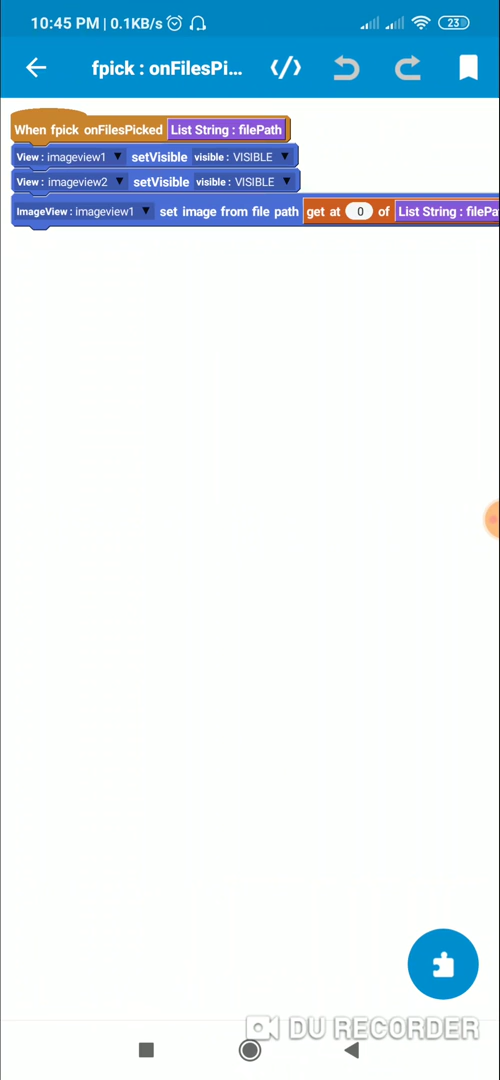 10:45 PM | 0.1KB/s 23
fpick : onFilesPi...
When fpick onFilesPicked List String : filePath
View : imageview1 setVisible visible : VISIBLE
View : imageview2 setVisible visible : VISIBLE
ImageView : imageview1 set image from file path get at 0 of List String : filePa
DU RECORDER